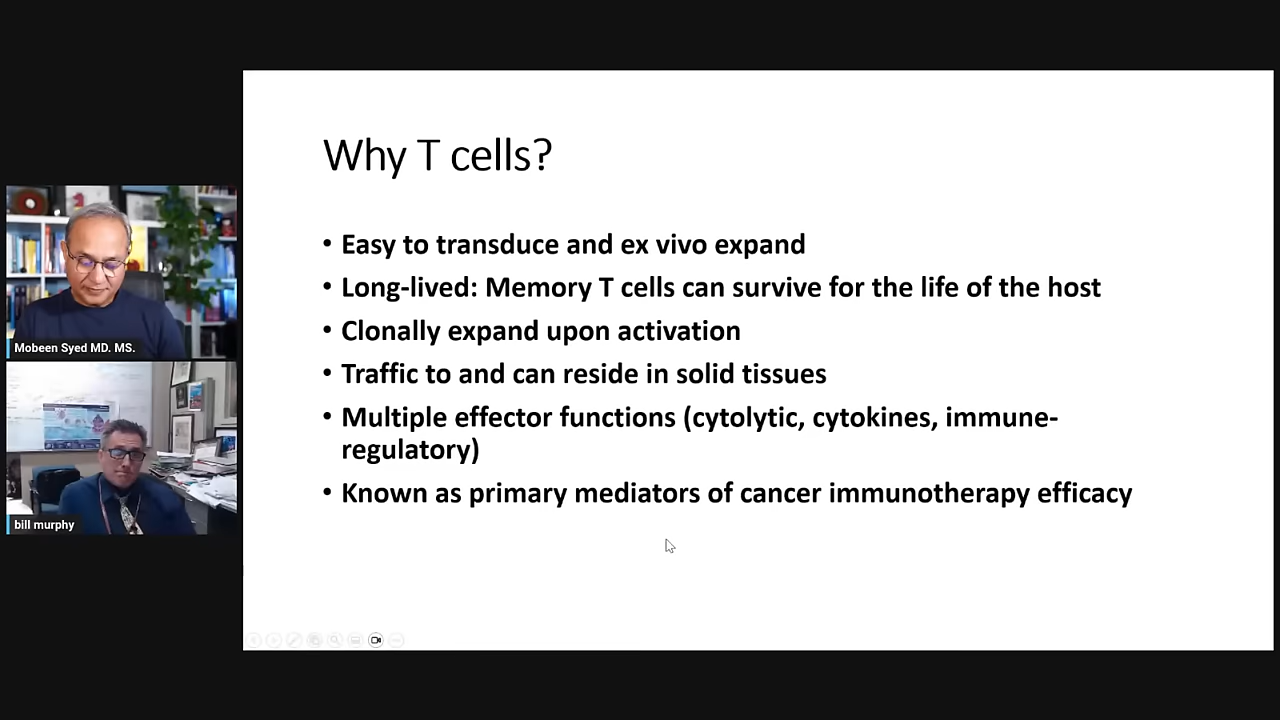 Why T cells?
• Easy to transduce and ex vivo expand
• Long-lived: Memory T cells can survive for the life of the host
• Clonally expand upon activation
• Traffic to and can reside in solid tissues
• Multiple effector functions (cytolytic, cytokines, immune-
regulatory)
• Known as primary mediators of cancer immunotherapy efficacy
Mobeen Syed MD. MS.
bill murphy